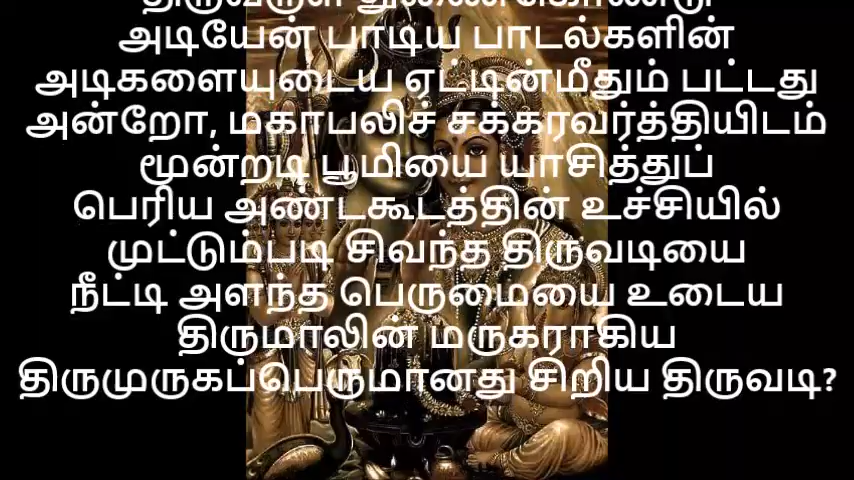 திருவருள் துணைகொண்டு
அடியேன் பாடிய பாடல்களின்
அடிகளையுடைய ஏட்டின்மீதும் பட்டது
அன்றோ, மகாபலிச் சக்கரவர்த்தியிடம்
மூன்றடி பூமியை யாசித்துப்
பெரிய அண்டகூடத்தின் உச்சியில்
முட்டும்படி சிவந்த திருவடியை
நீட்டி அளந்த பெருமையை உடைய
திருமாலின் மருகராகிய
திருமுருகப்பெருமானது சிறிய திருவடி?